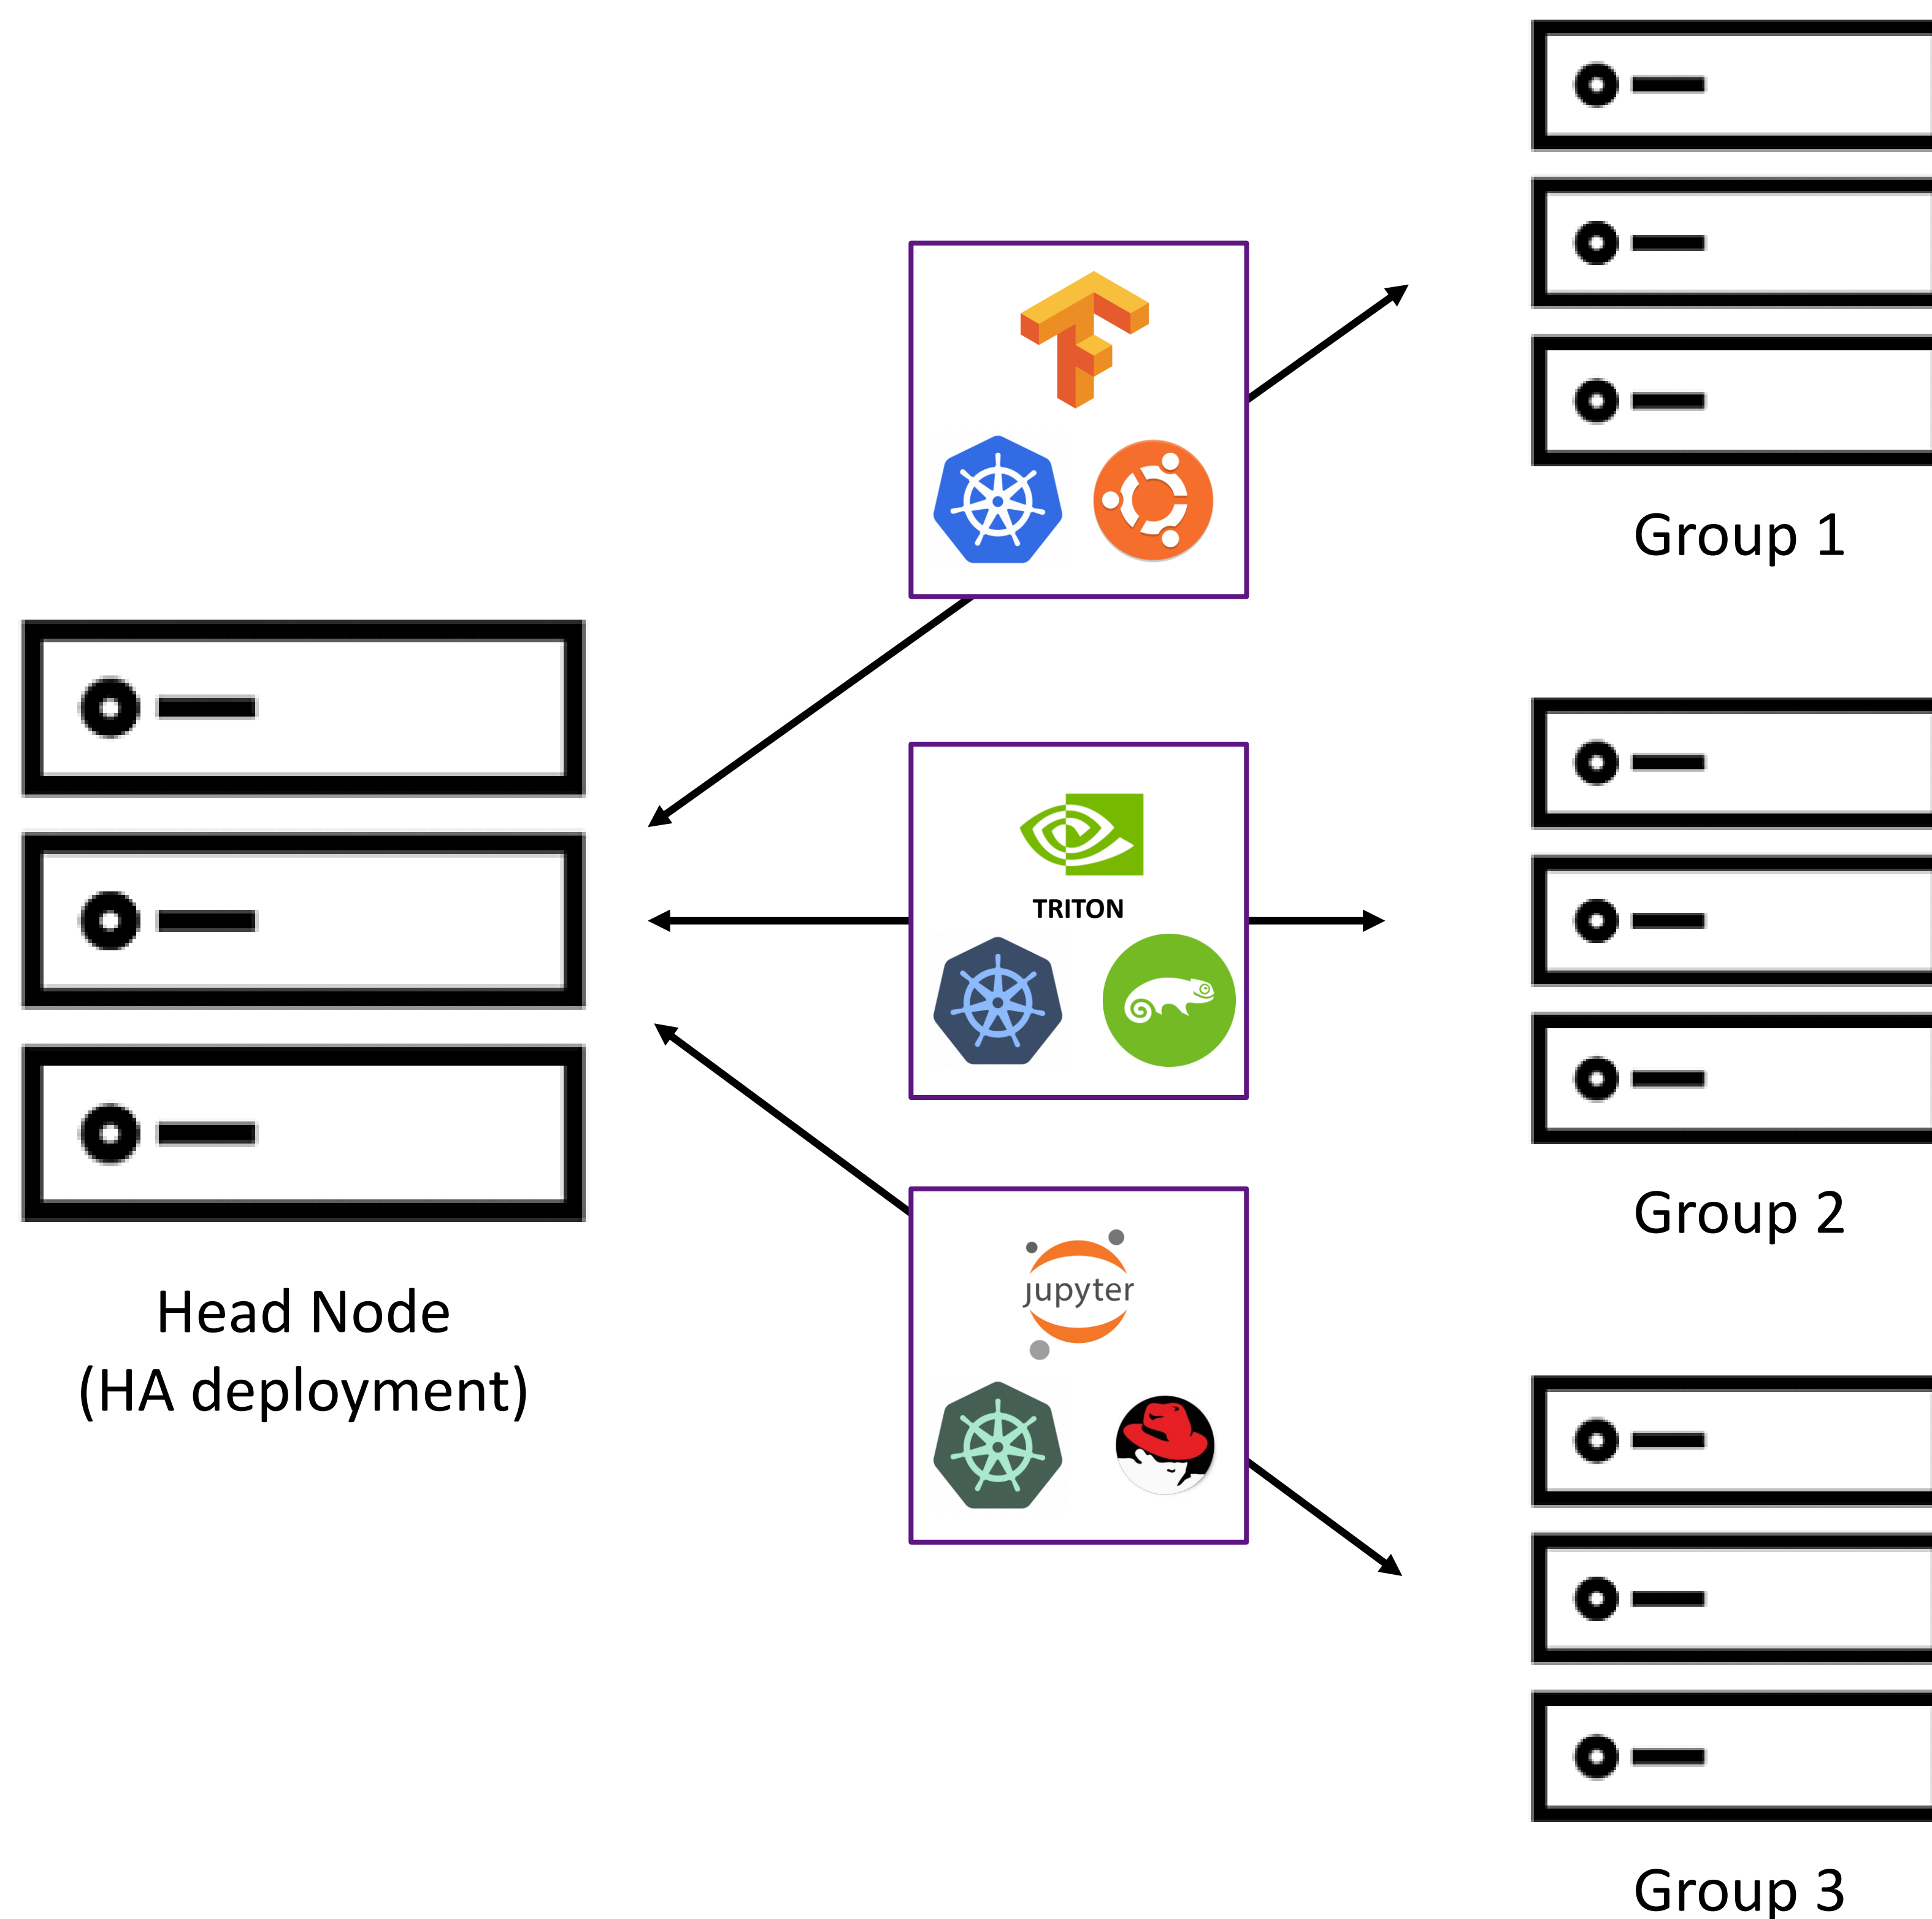 Group 1
TRITON
Group 2
jupyter
Head Node
(HA deployment)
Group 3